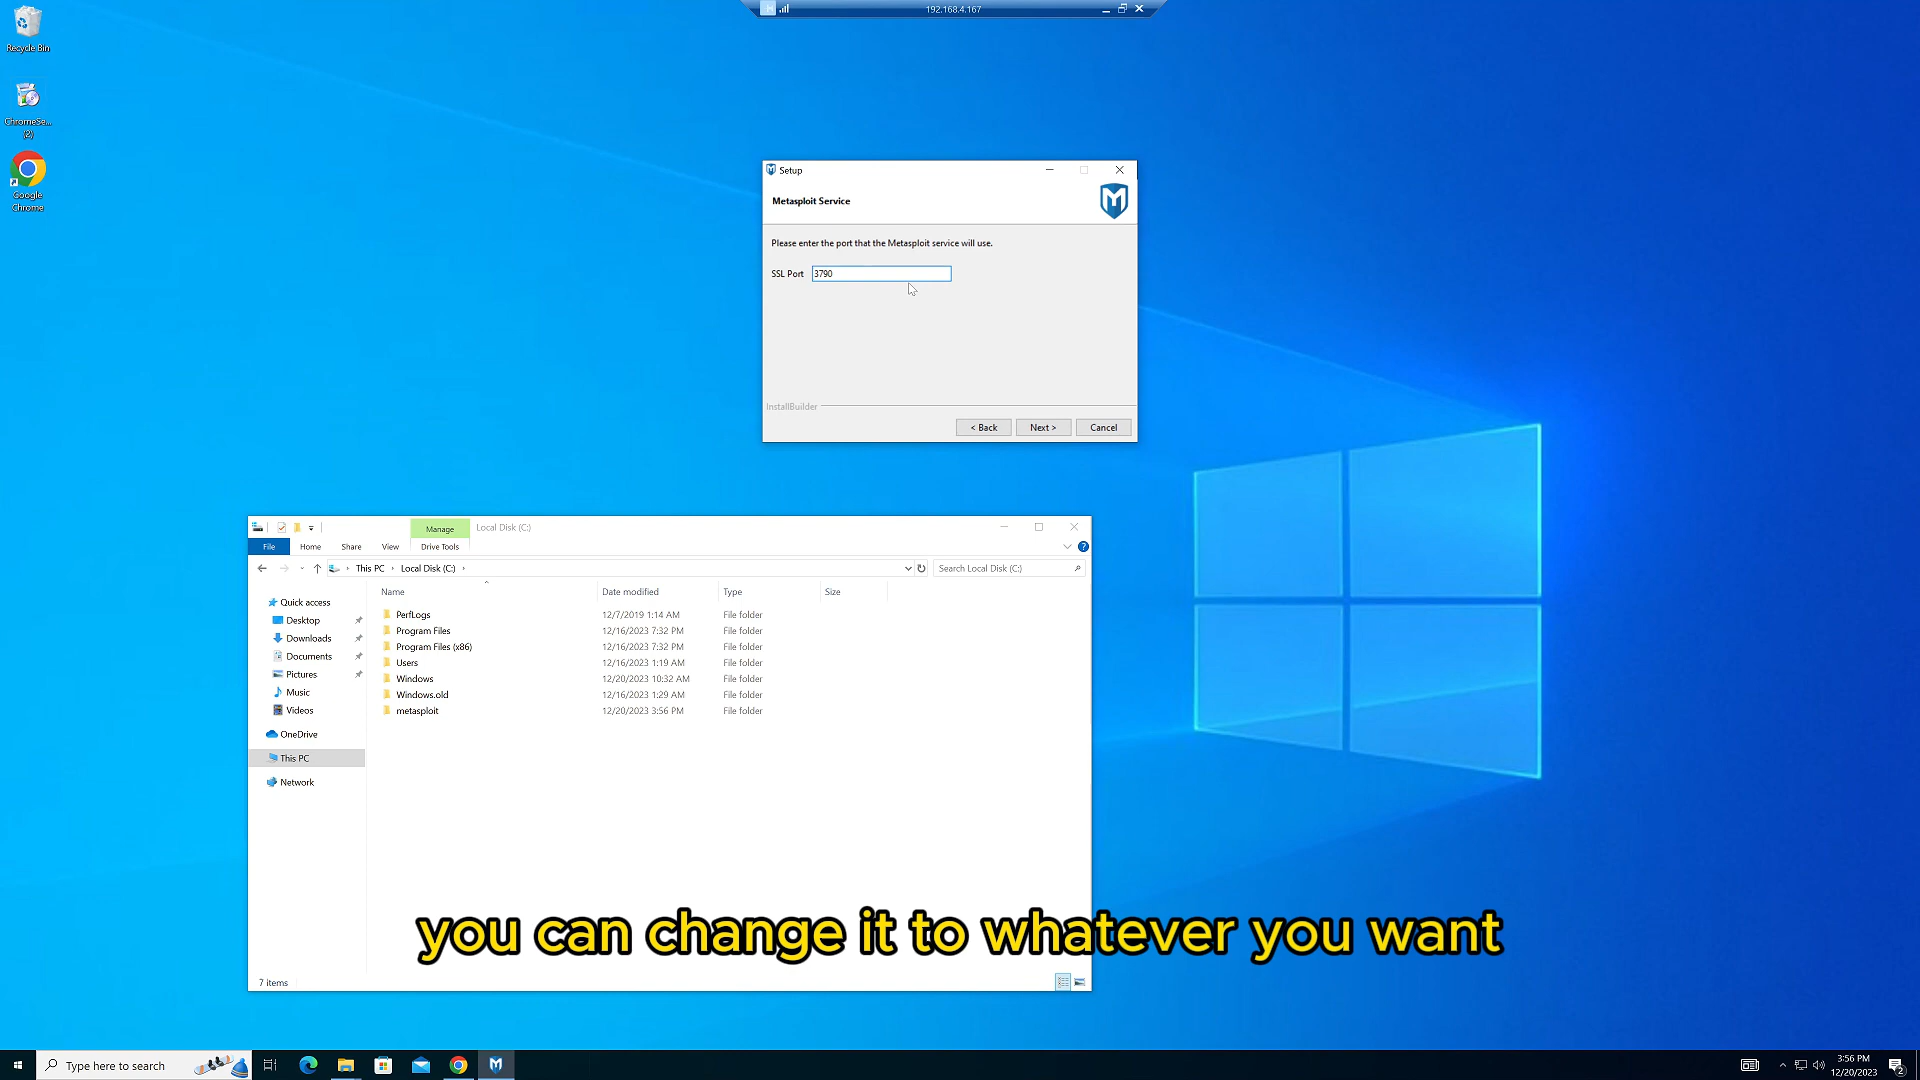 192.168.4.167
Recycle Bin
ChromeSe...
(2)
Google
Chrome
Setup
Metasploit Service
Please enter the port that the Metasploit service will use.
SSL Port 3790
InstallBuilder
< Back Next > Cancel
Manage Local Disk (C:)
File Home Share View Drive Tools
This PC Local Disk (C:) Search Local Disk (C:)
Name Date modified Type Size
Quick access
Desktop
Downloads
Documents
Pictures
Music
Videos
OneDrive
This PC
Network
PerfLogs 12/7/2019 1:14 AM File folder
Program Files 12/16/2023 7:32 PM File folder
Program Files (x86) 12/16/2023 7:32 PM File folder
Users 12/16/2023 1:19 AM File folder
Windows 12/20/2023 10:32 AM File folder
Windows.old 12/16/2023 1:29 AM File folder
metasploit 12/20/2023 3:56 PM File folder
you can change it to whatever you want
7 items
Type here to search
3:56 PM
12/20/2023
2